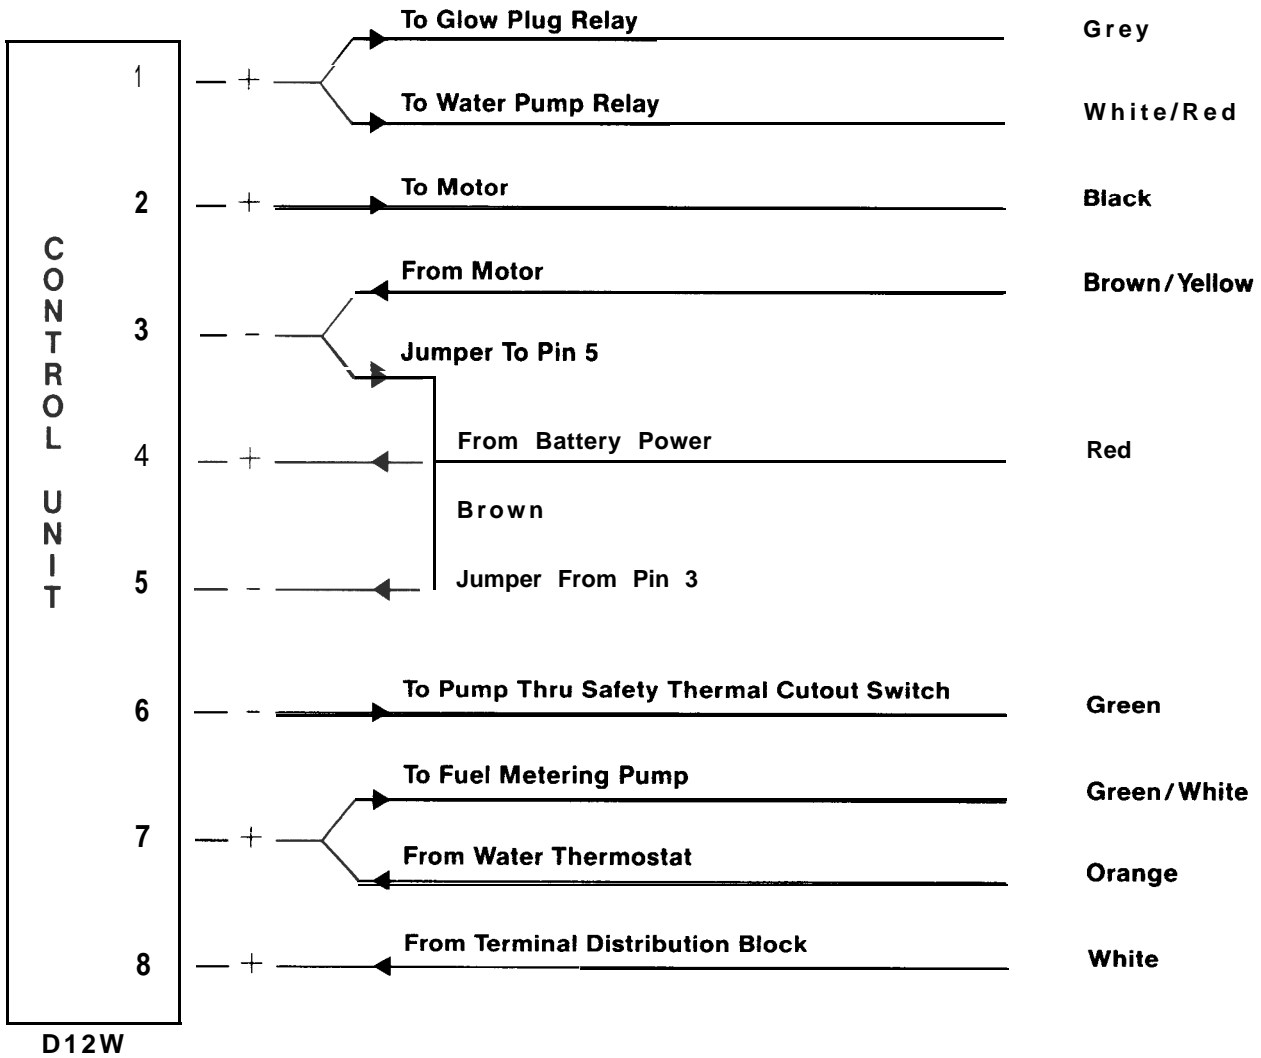 To Glow Plug Relay
Grey
1 — +
To Water Pump Relay
White/Red
2 — +
To Motor
Black
CONTROL UNIT
From Motor
Brown/Yellow
3 — -
Jumper To Pin 5
4 — +
From Battery Power
Red
Brown
5 — -
Jumper From Pin 3
6 — -
To Pump Thru Safety Thermal Cutout Switch
Green
To Fuel Metering Pump
Green/White
7 — +
From Water Thermostat
Orange
8 — +
From Terminal Distribution Block
White
D12W